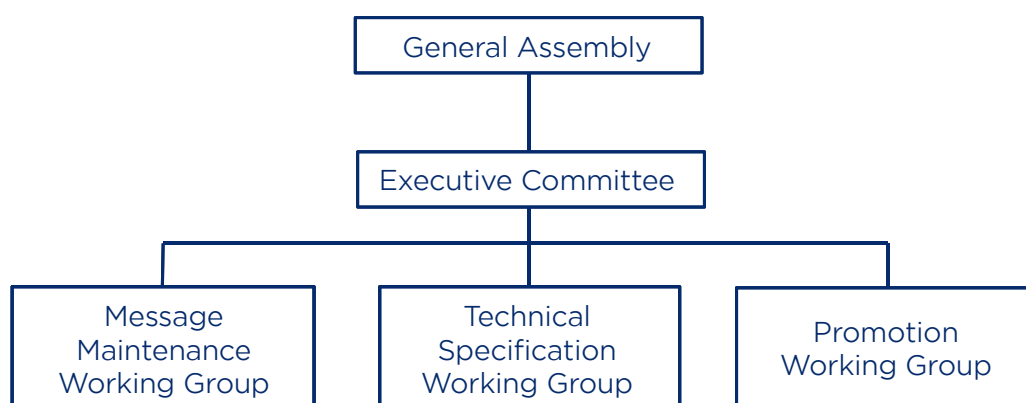 General Assembly
Executive Committee
Message
Maintenance
Working Group
Technical
Specification
Working Group
Promotion
Working Group